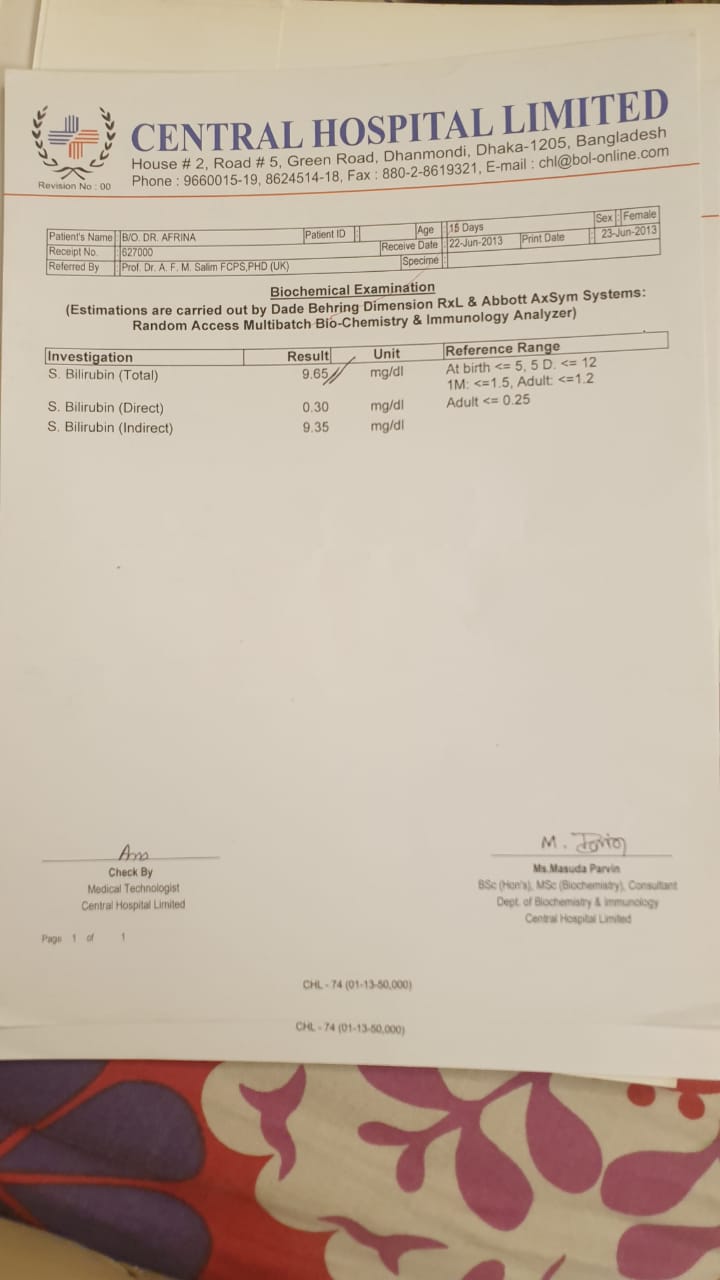 CENTRAL HOSPITAL LIMITED
House # 2, Road # 5, Green Road, Dhanmondi, Dhaka-1205, Bangladesh
Phone : 9660015-19, 8624514-18, Fax : 880-2-8619321, E-mail : chl@bol-online.com
Revision No : 00
Patient's Name : B/O. DR. AFRINA Patient ID : Age : 15 Days Sex : Female
Receipt No. : 627000 Receive Date : 22-Jun-2013 Print Date : 23-Jun-2013
Referred By : Prof. Dr. A. F. M. Salim FCPS,PHD (UK) Specime :
Biochemical Examination
(Estimations are carried out by Dade Behring Dimension RxL & Abbott AxSym Systems:
Random Access Multibatch Bio-Chemistry & Immunology Analyzer)
Investigation Result Unit Reference Range
S. Bilirubin (Total) 9.65 mg/dl At birth <= 5, 5 D. <= 12
1M: <=1.5, Adult: <=1.2
S. Bilirubin (Direct) 0.30 mg/dl Adult <= 0.25
S. Bilirubin (Indirect) 9.35 mg/dl
Check By
Medical Technologist
Central Hospital Limited
M.
Ms.Masuda Parvin
BSc (Hon's), MSc (Biochemistry), Consultant
Dept. of Biochemistry & Immunology
Central Hospital Limited
Page 1 of 1
CHL - 74 (01-13-50,000)
CHL - 74 (01-13-50,000)